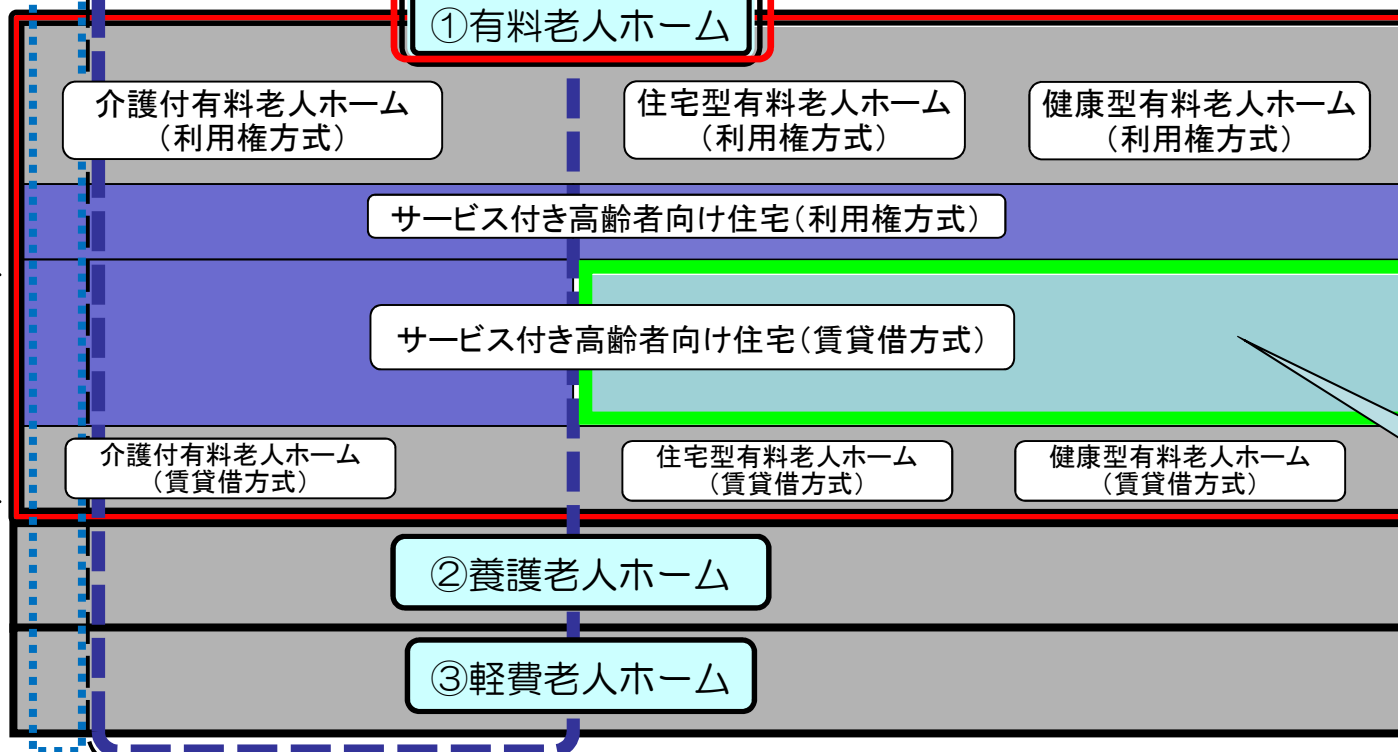 ①有料老人ホーム
介護付有料老人ホーム
(利用権方式)
住宅型有料老人ホーム
(利用権方式)
健康型有料老人ホーム
(利用権方式)
サービス付き高齢者向け住宅(利用権方式)
サービス付き高齢者向け住宅(賃貸借方式)
介護付有料老人ホーム
(賃貸借方式)
住宅型有料老人ホーム
(賃貸借方式)
健康型有料老人ホーム
(賃貸借方式)
②養護老人ホーム
③軽費老人ホーム